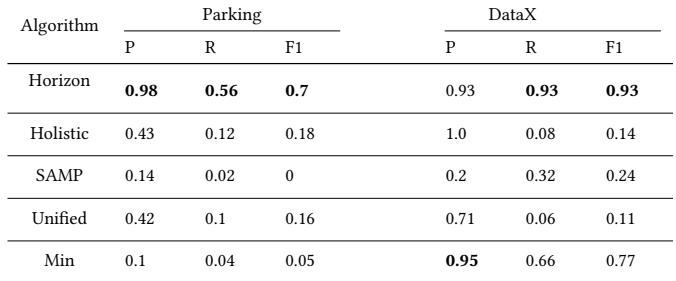 Algorithm Parking DataX
P R F1 P R F1
Horizon 0.98 0.56 0.7 0.93 0.93 0.93
Holistic 0.43 0.12 0.18 1.0 0.08 0.14
SAMP 0.14 0.02 0 0.2 0.32 0.24
Unified 0.42 0.1 0.16 0.71 0.06 0.11
Min 0.1 0.04 0.05 0.95 0.66 0.77